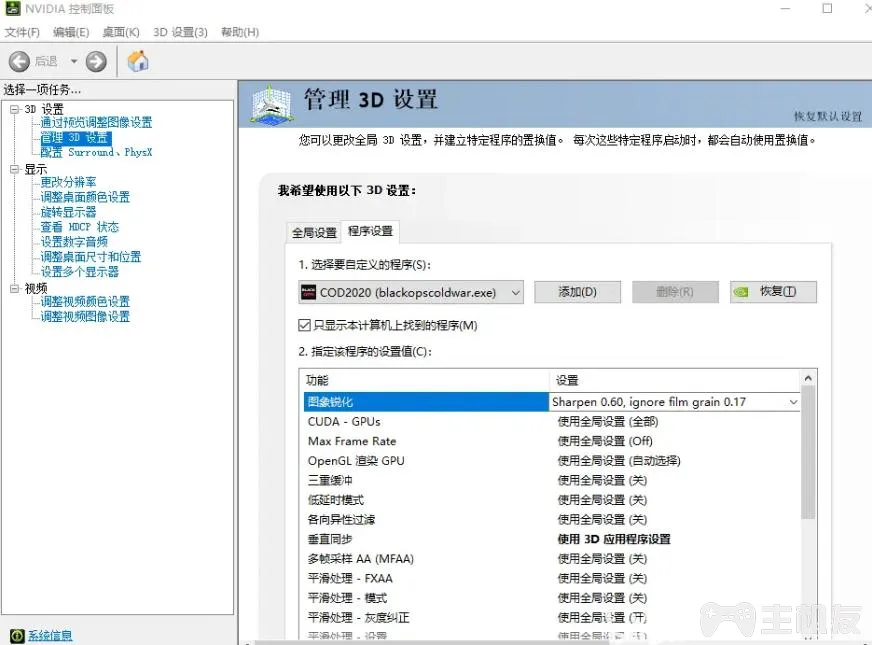 NVIDIA 控制面板
文件(F) 编辑(E) 桌面(K) 3D 设置(3) 帮助(H)
后退
选择一项任务...
3D 设置
通过预览调整图像设置
管理 3D 设置
配置 Surround、PhysX
显示
更改分辨率
调整桌面颜色设置
旋转显示器
查看 HDCP 状态
设置数字音频
调整桌面尺寸和位置
设置多个显示器
视频
调整视频颜色设置
调整视频图像设置
系统信息
管理 3D 设置
恢复默认设置
您可以更改全局 3D 设置，并建立特定程序的置换值。 每次这些特定程序启动时，都会自动使用置换值。
我希望使用以下 3D 设置：
全局设置 程序设置
1. 选择要自定义的程序(S):
COD2020 (blackopscoldwar.exe) 添加(D) 删除(R) 恢复(T)
只显示本计算机上找到的程序(M)
2. 指定该程序的设置值(C):
功能 设置
图象锐化 Sharpen 0.60, ignore film grain 0.17
CUDA - GPUs 使用全局设置 (全部)
Max Frame Rate 使用全局设置 (Off)
OpenGL 渲染 GPU 使用全局设置 (自动选择)
三重缓冲 使用全局设置 (关)
低延时模式 使用全局设置 (关)
各向异性过滤 使用全局设置 (关)
垂直同步 使用 3D 应用程序设置
多帧采样 AA (MFAA) 使用全局设置 (关)
平滑处理 - FXAA 使用全局设置 (关)
平滑处理 - 模式 使用全局设置 (关)
平滑处理 - 灰度纠正 使用全局设置 (开)
平滑处理 - 设置
主机友